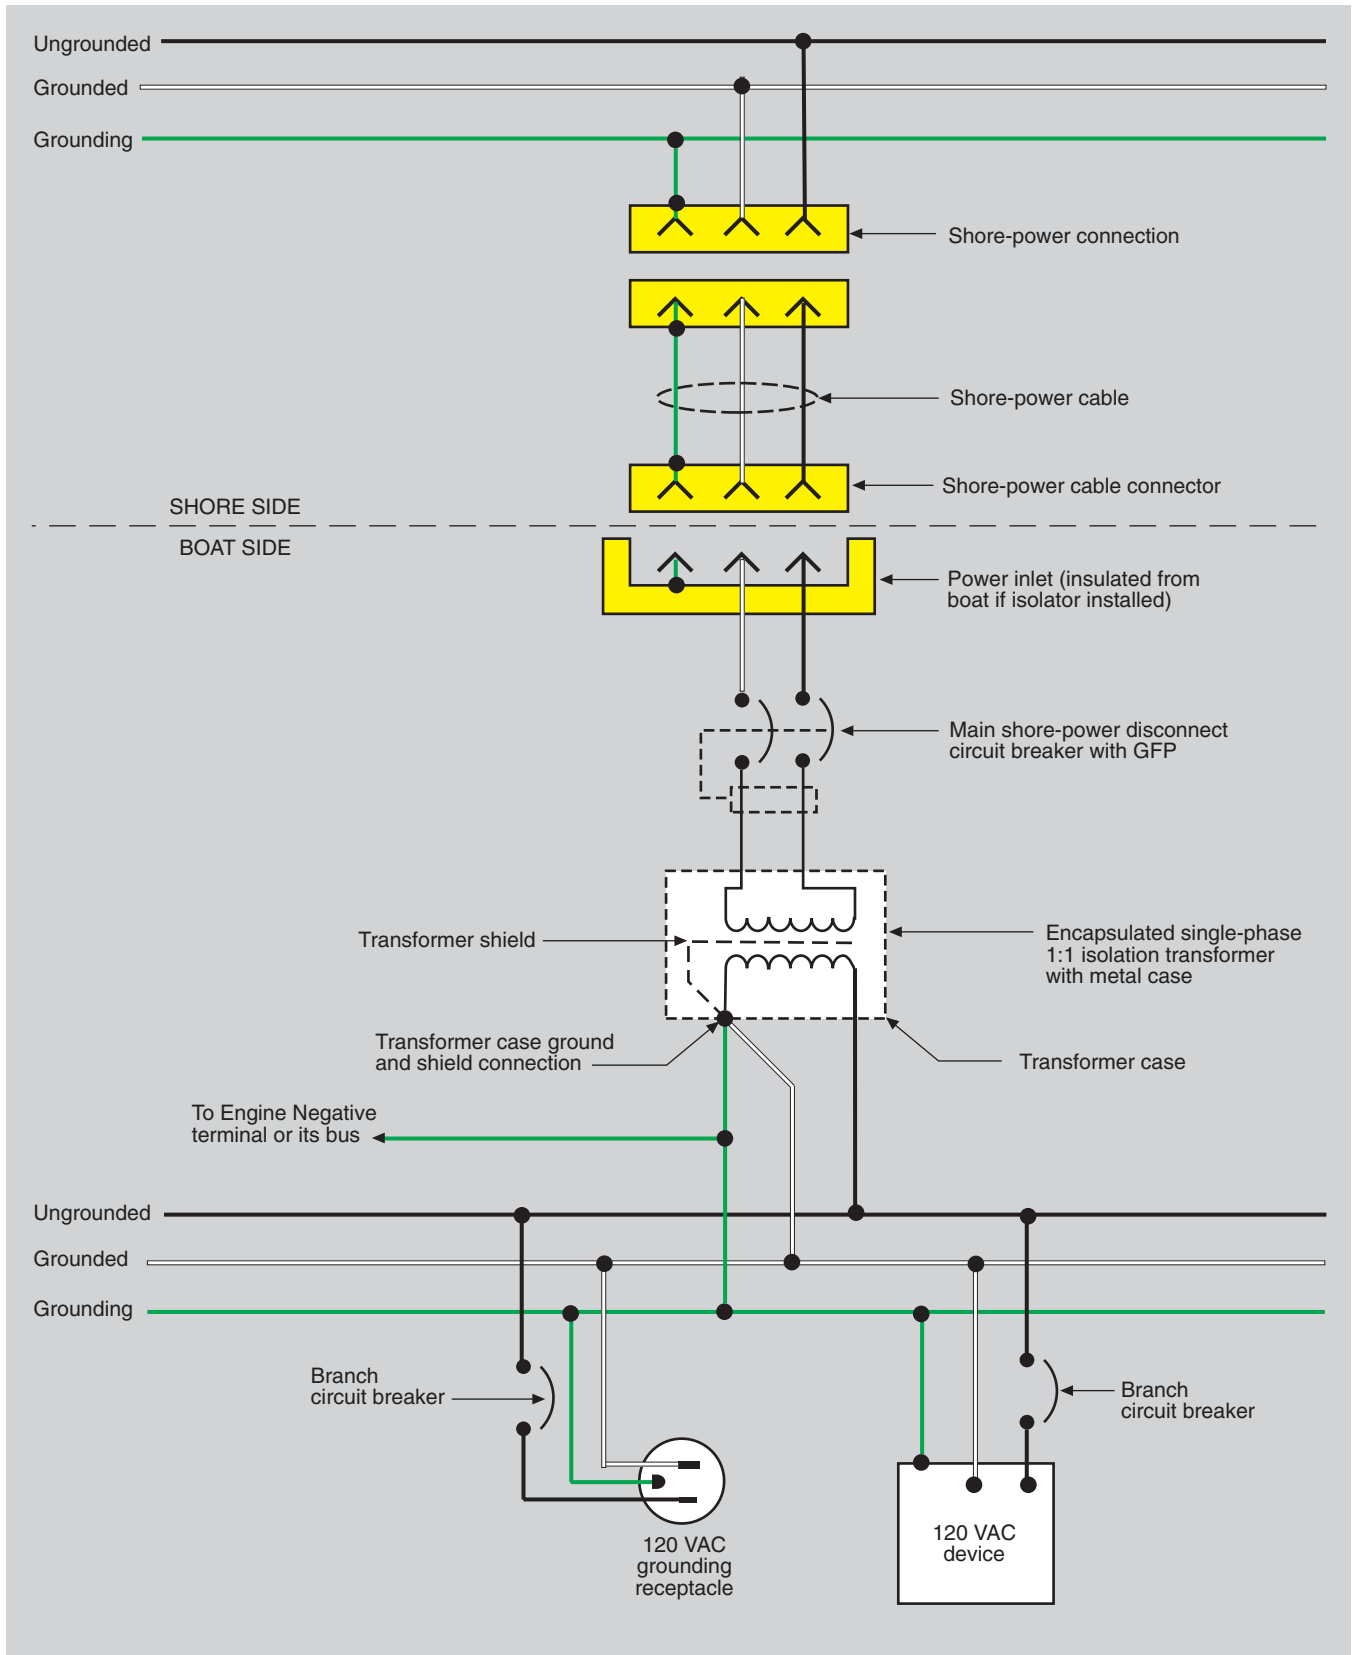 Ungrounded
Grounded
Grounding
Shore-power connection
Shore-power cable
Shore-power cable connector
SHORE SIDE
BOAT SIDE
Power inlet (insulated from
boat if isolator installed)
Main shore-power disconnect
circuit breaker with GFP
Transformer shield
Encapsulated single-phase
1:1 isolation transformer
with metal case
Transformer case ground
and shield connection
Transformer case
To Engine Negative
terminal or its bus
Ungrounded
Grounded
Grounding
Branch
circuit breaker
Branch
circuit breaker
120 VAC
grounding
receptacle
120 VAC
device